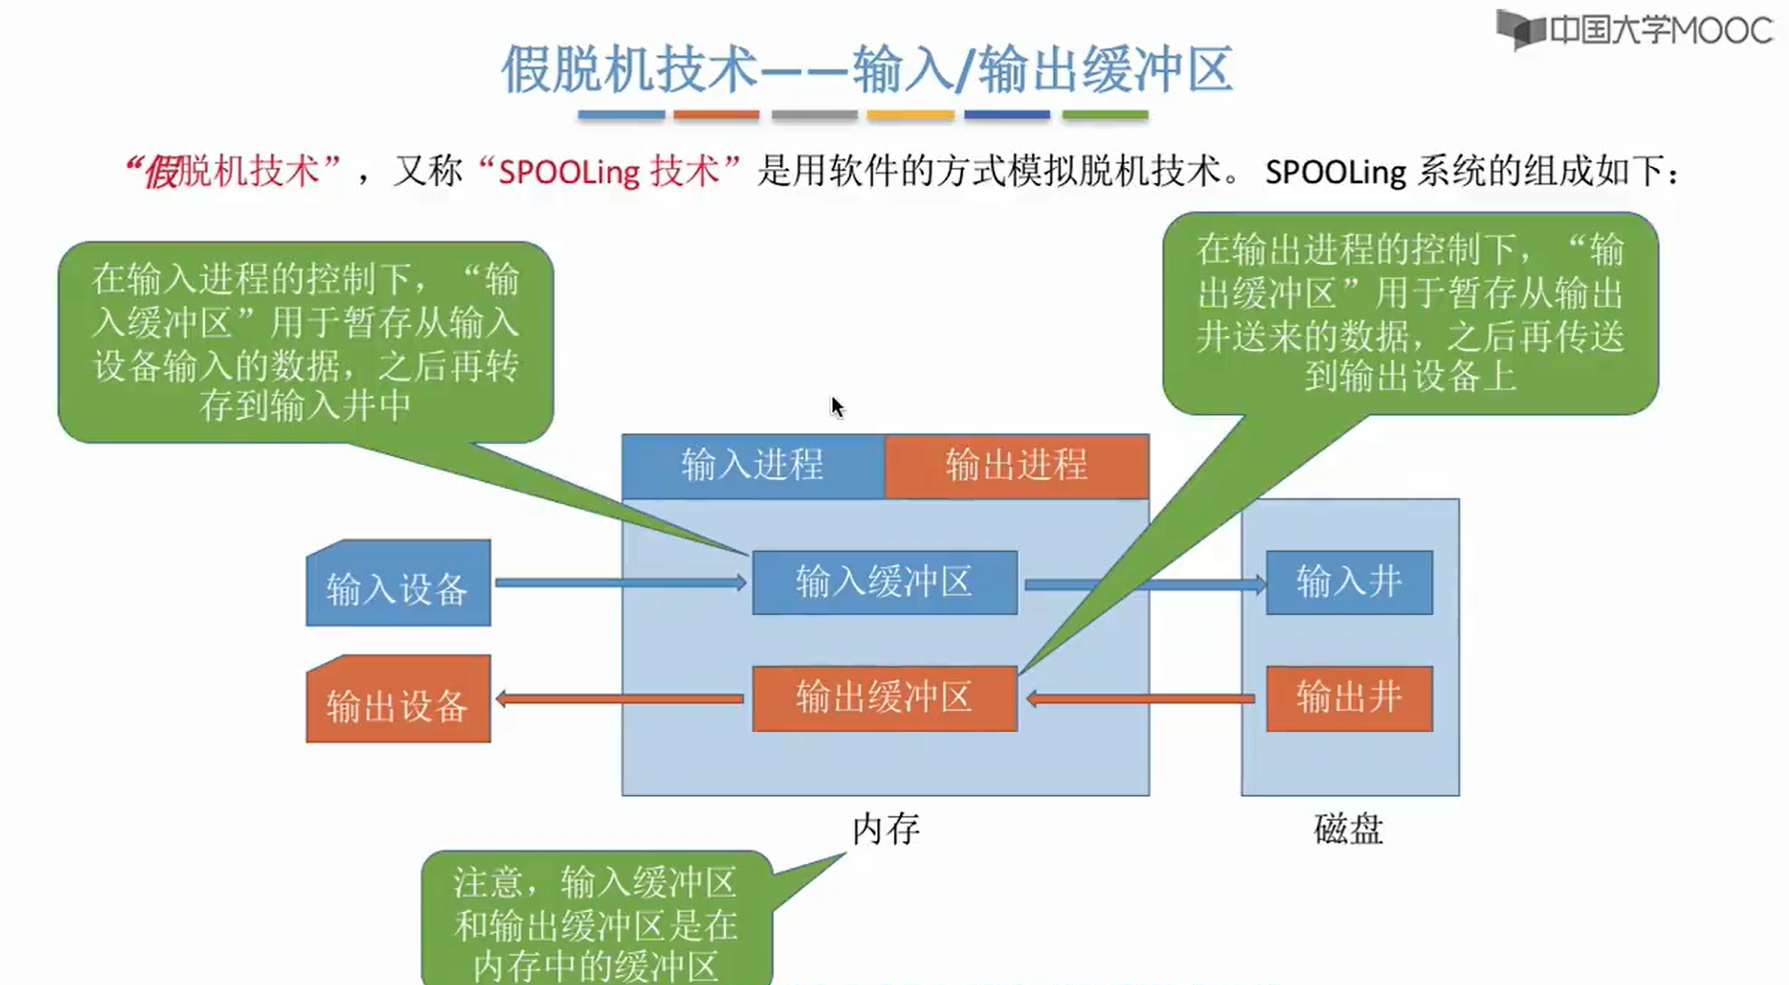 中国大学MOOC
假脱机技术——输入/输出缓冲区
“假脱机技术”，又称“SPOOLing 技术”是用软件的方式模拟脱机技术。SPOOLing 系统的组成如下：
在输入进程的控制下，“输
入缓冲区”用于暂存从输入
设备输入的数据，之后再转
存到输入井中
在输出进程的控制下，“输
出缓冲区”用于暂存从输出
井送来的数据，之后再传送
到输出设备上
输入进程
输出进程
输入设备
输入缓冲区
输入井
输出设备
输出缓冲区
输出井
内存
磁盘
注意，输入缓冲区
和输出缓冲区是在
内存中的缓冲区